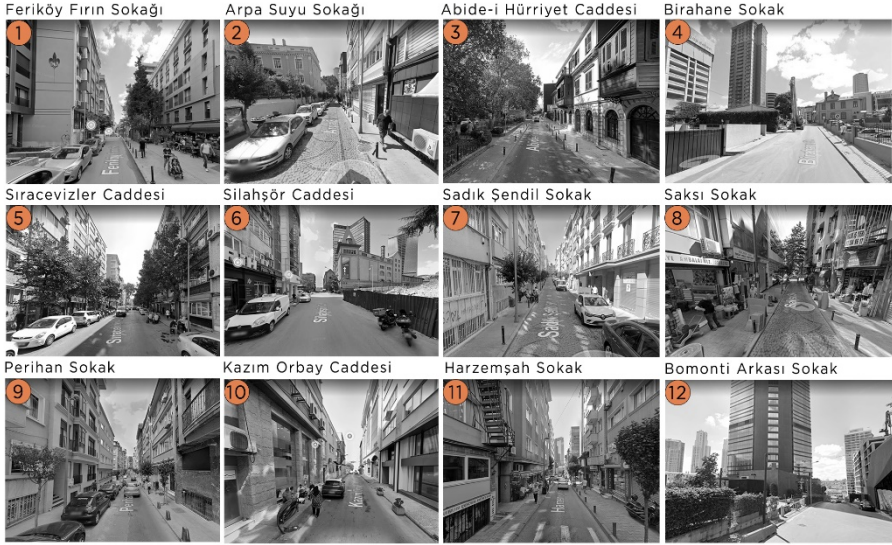 Feriköy Fırın Sokağı
1
Arpa Suyu Sokağı
2
Abide-i Hürriyet Caddesi
3
Birahane Sokak
4
Sıracevizler Caddesi
5
Silahşör Caddesi
6
Sadık Şendil Sokak
7
Saksı Sokak
8
Perihan Sokak
9
Kazım Orbay Caddesi
10
Harzemşah Sokak
11
Bomonti Arkası Sokak
12